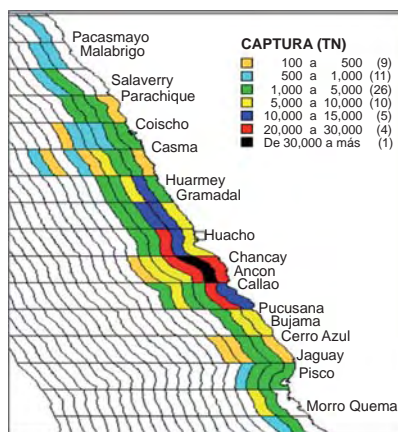 Pacasmayo
Malabrigo
Salaverry
Parachique
Coischo
Casma
Huarmey
Gramadal
Huacho
Chancay
Ancon
Callao
Pucusana
Bujama
Cerro Azul
Jaguay
Pisco
Morro Quema
CAPTURA (TN)
100 a 500 (9)
500 a 1,000 (11)
1,000 a 5,000 (26)
5,000 a 10,000 (10)
10,000 a 15,000 (5)
20,000 a 30,000 (4)
De 30,000 a más (1)